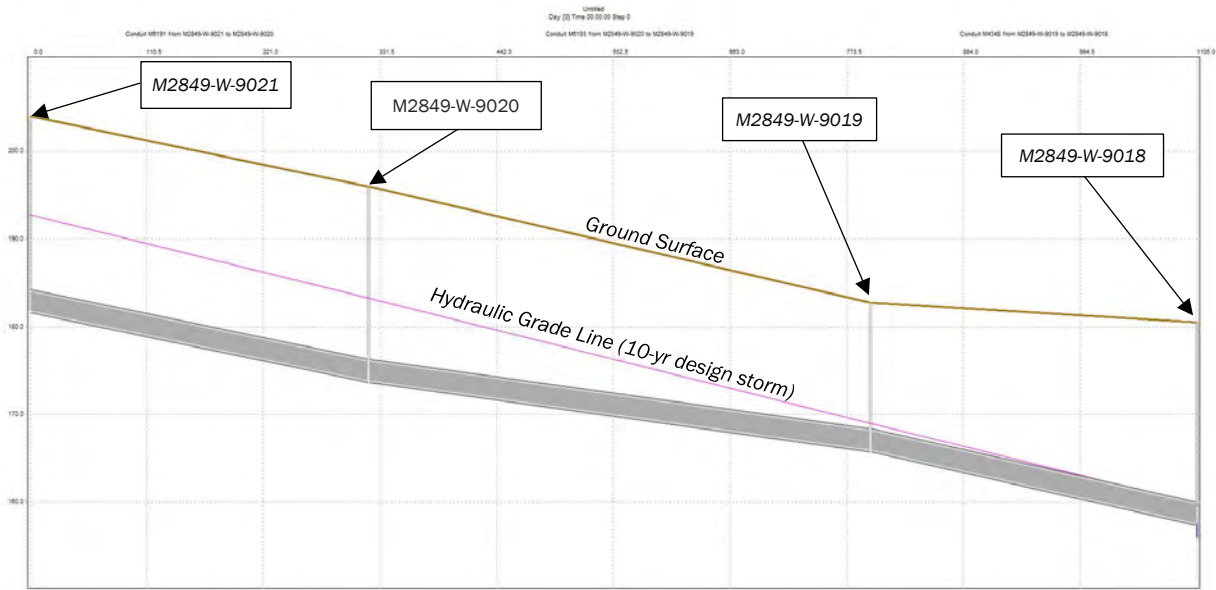 Untitled
Day [0] Time 00:00:00 Step 0
Conduit M6191 from M2849-W-9021 to M2849-W-9020
Conduit M6193 from M2849-W-9020 to M2849-W-9019
Conduit M4348 from M2849-W-9019 to M2849-W-9018
0.0 110.5 221.0 331.5 442.0 552.5 663.0 773.5 884.0 994.5 1105.0
M2849-W-9021
M2849-W-9020
M2849-W-9019
M2849-W-9018
200.0
190.0
180.0
170.0
160.0
Ground Surface
Hydraulic Grade Line (10-yr design storm)